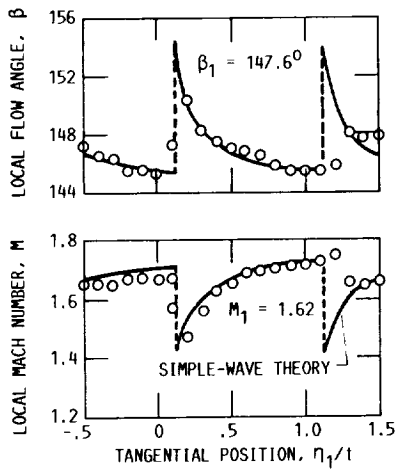 LOCAL FLOW ANGLE, β
156
152
148
144
β₁ = 147.6⁰
LOCAL MACH NUMBER, M
1.8
1.6
1.4
1.2
M₁ = 1.62
SIMPLE-WAVE THEORY
-.5 0 .5 1.0 1.5
TANGENTIAL POSITION, η₁/t